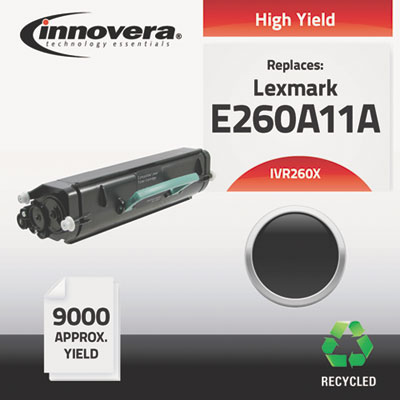 innovera®
technology essentials
High Yield
Replaces:
Lexmark
E260A11A
IVR260X
9000
APPROX.
YIELD
RECYCLED